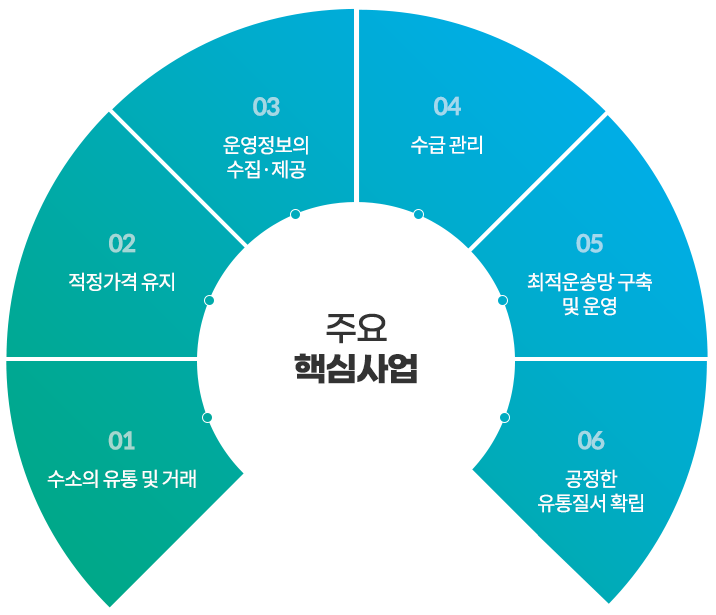 주요
핵심사업
01
수소의 유통 및 거래
02
적정가격 유지
03
운영정보의
수집·제공
04
수급 관리
05
최적운송망 구축
및 운영
06
공정한
유통질서 확립